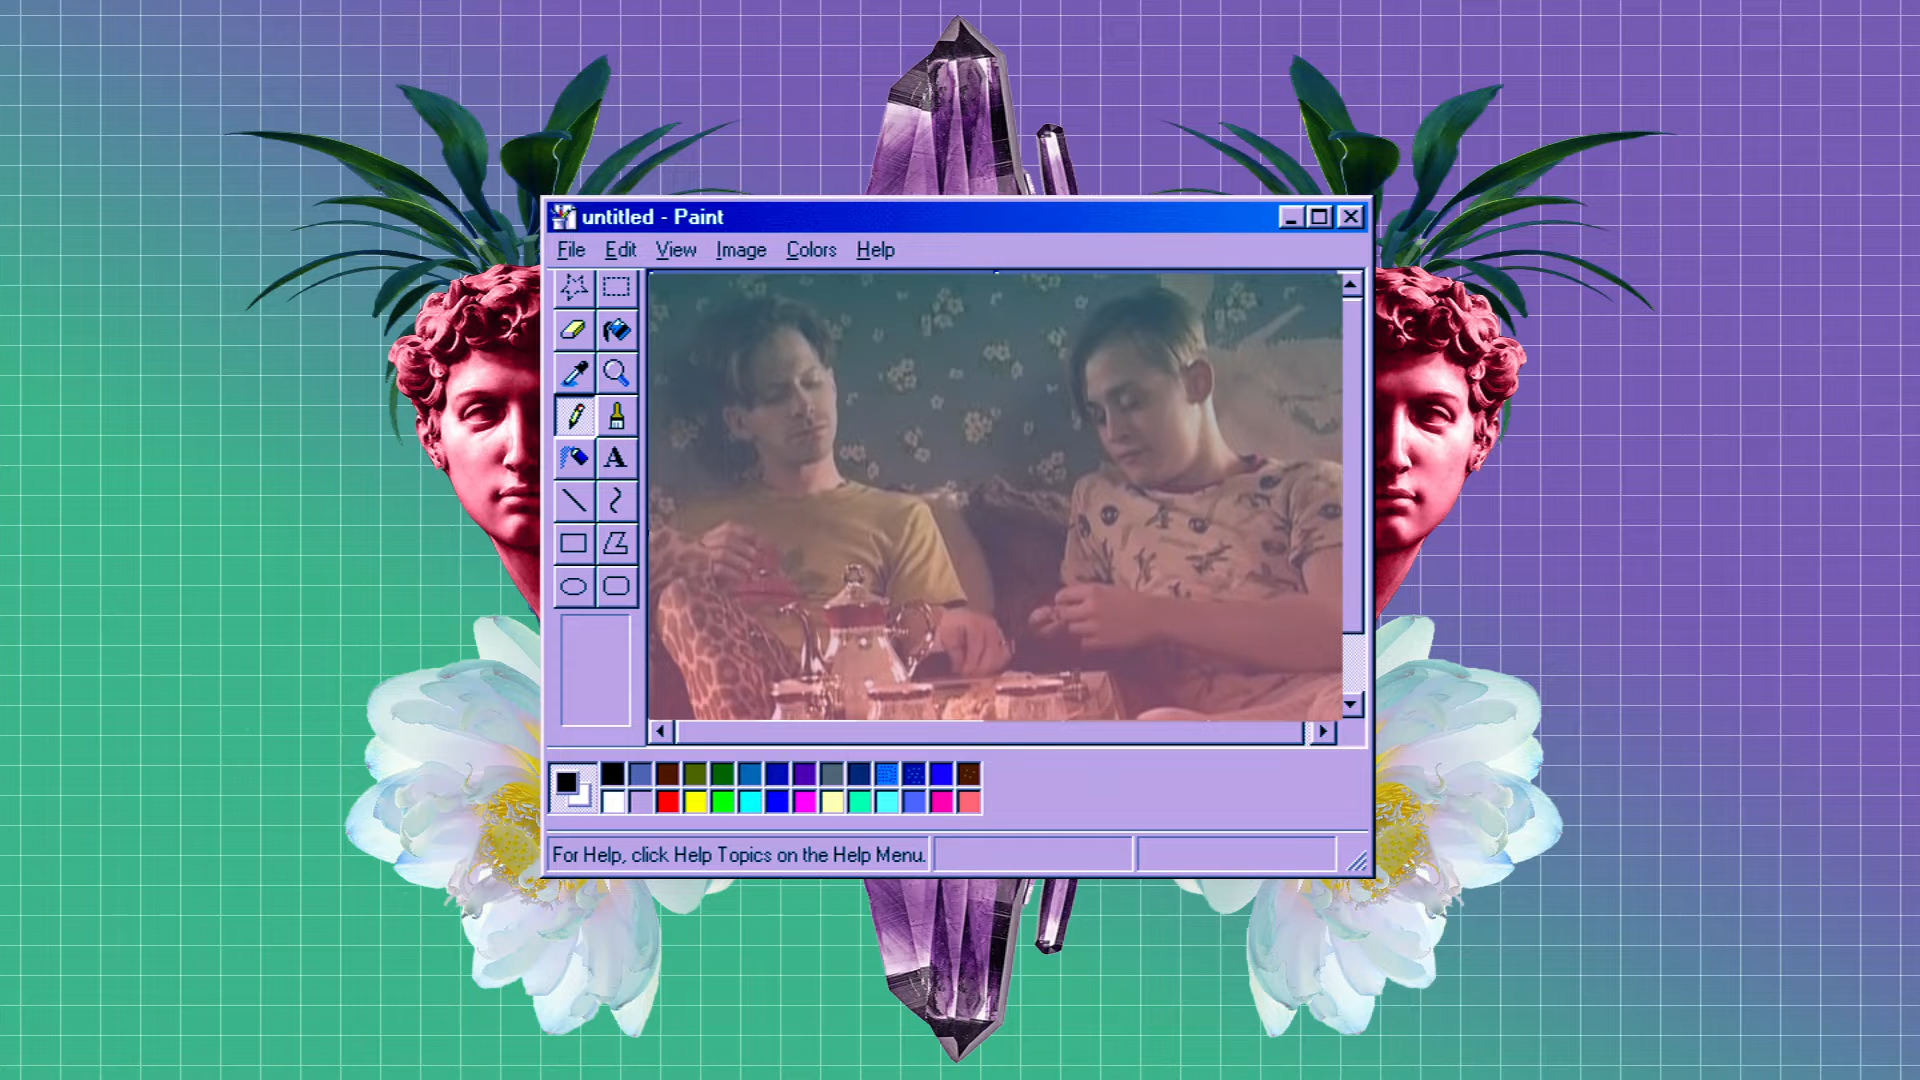 untitled - Paint
File Edit View Image Colors Help
A
For Help, click Help Topics on the Help Menu.